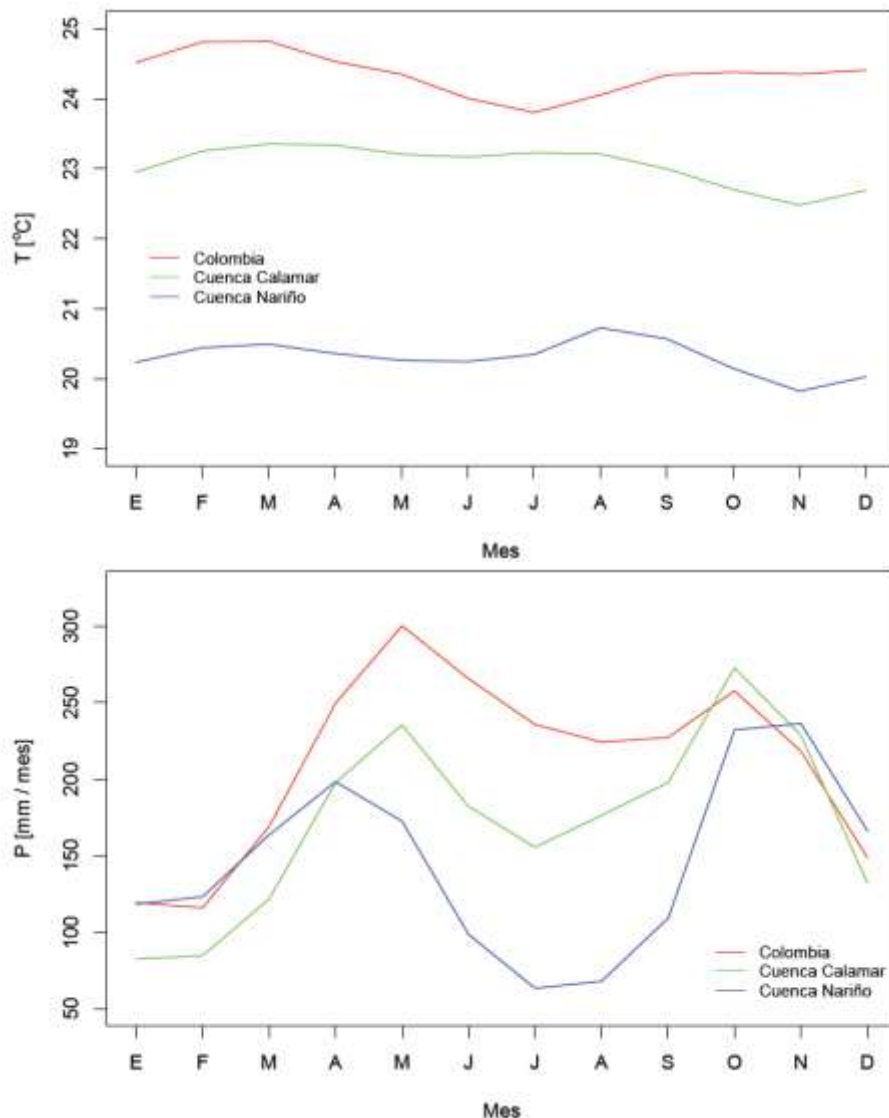 25
24
23
22
21
20
19
T [°C]
Colombia
Cuenca Calamar
Cuenca Nariño
E F M A M J J A S O N D
Mes
300
250
200
150
100
50
P [mm / mes]
Colombia
Cuenca Calamar
Cuenca Nariño
E F M A M J J A S O N D
Mes